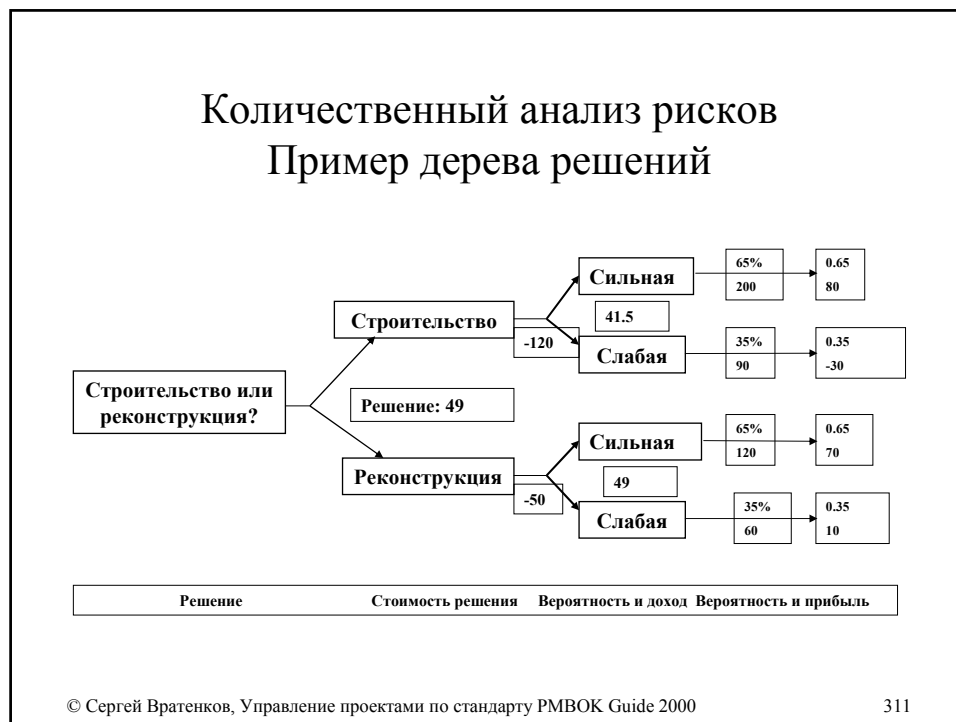 Количественный анализ рисков
Пример дерева решений
Сильная
65%
200
0.65
80
Строительство
-120
41.5
Слабая
35%
90
0.35
-30
Строительство или
реконструкция?
Решение: 49
Сильная
65%
120
0.65
70
Реконструкция
-50
49
Слабая
35%
60
0.35
10
Решение Стоимость решения Вероятность и доход Вероятность и прибыль
© Сергей Вратенков, Управление проектами по стандарту PMBOK Guide 2000 311